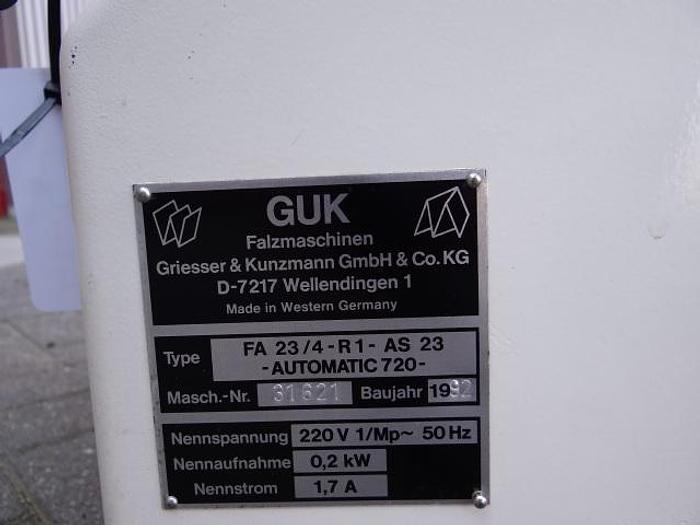 GUK
Falzmaschinen
Griesser & Kunzmann GmbH & Co. KG
D-7217 Wellendingen 1
Made in Western Germany
Type FA 23/4-R1- AS 23
-AUTOMATIC 720-
Masch.-Nr. 31621 Baujahr 1992
Nennspannung 220 V 1/Mp~ 50 Hz
Nennaufnahme 0,2 kW
Nennstrom 1,7 A